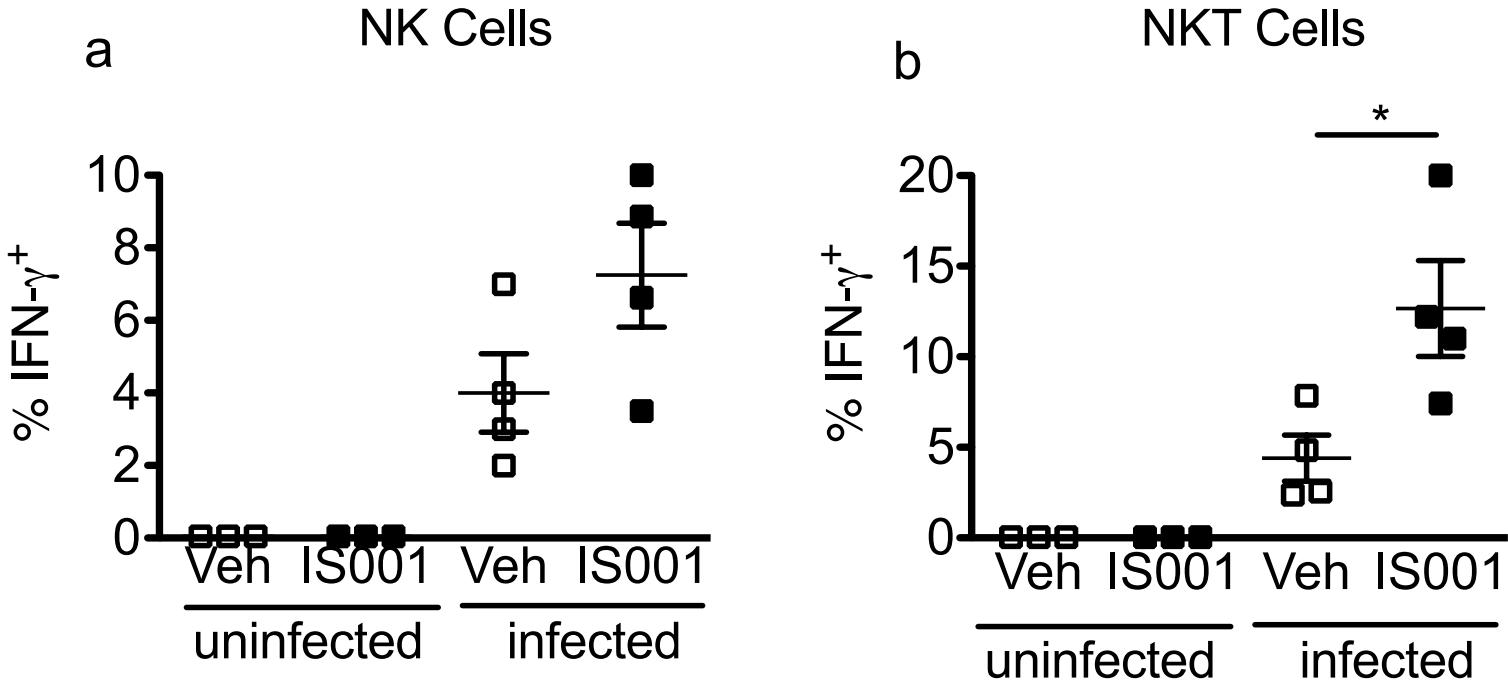 a
NK Cells
% IFN-γ+
10
8
6
4
2
0
Veh IS001 Veh IS001
uninfected infected
b
NKT Cells
*
% IFN-γ+
20
15
10
5
0
Veh IS001 Veh IS001
uninfected infected